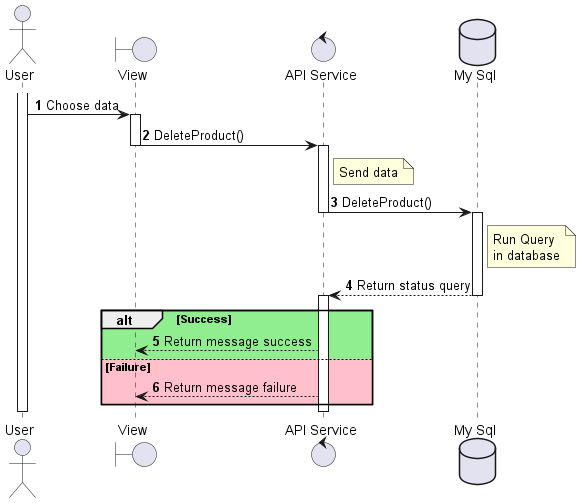 User
View
API Service
My Sql
1 Choose data
2 DeleteProduct()
Send data
3 DeleteProduct()
Run Query
in database
4 Return status query
alt [Success]
5 Return message success
[Failure]
6 Return message failure
User
View
API Service
My Sql